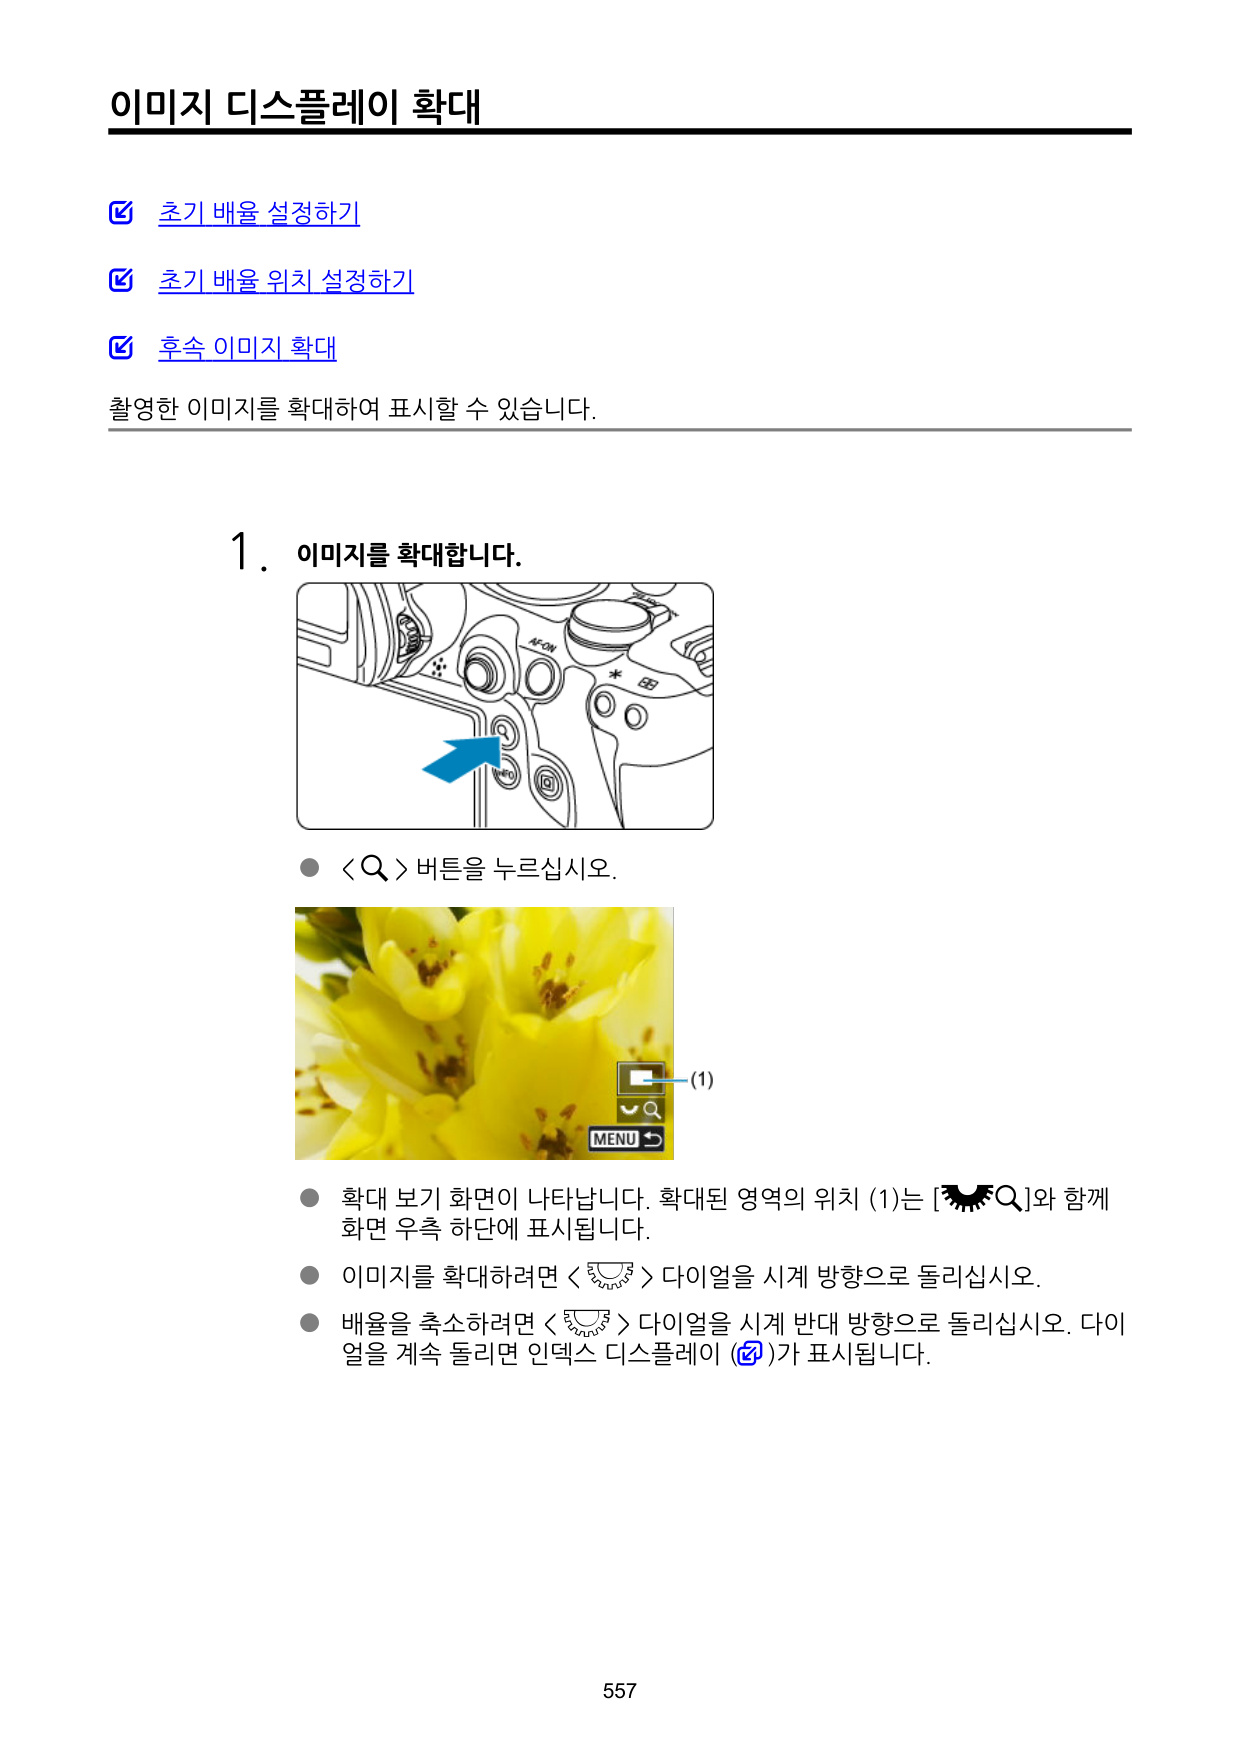 이미지 디스플레이 확대
초기 배율 설정하기
초기 배율 위치 설정하기
후속 이미지 확대
촬영한 이미지를 확대하여 표시할 수 있습니다.
1. 이미지를 확대합니다.
AF-ON
INFO
Q
● < > 버튼을 누르십시오.
(1)
MENU
● 확대 보기 화면이 나타납니다. 확대된 영역의 위치 (1)는 [ ]와 함께
화면 우측 하단에 표시됩니다.
● 이미지를 확대하려면 < > 다이얼을 시계 방향으로 돌리십시오.
● 배율을 축소하려면 < > 다이얼을 시계 반대 방향으로 돌리십시오. 다이
얼을 계속 돌리면 인덱스 디스플레이 ( )가 표시됩니다.
557